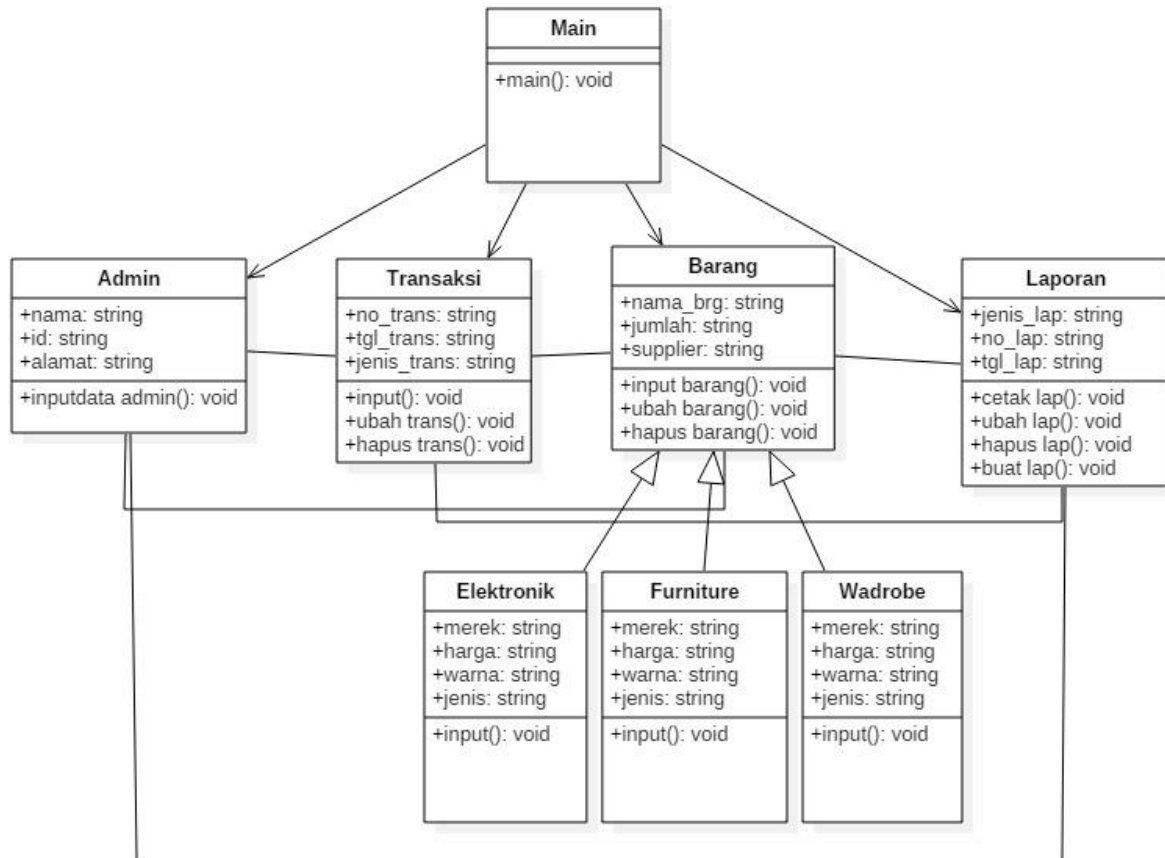 Main
+main(): void
Admin
+nama: string
+id: string
+alamat: string
+inputdata admin(): void
Transaksi
+no_trans: string
+tgl_trans: string
+jenis_trans: string
+input(): void
+ubah trans(): void
+hapus trans(): void
Barang
+nama_brg: string
+jumlah: string
+supplier: string
+input barang(): void
+ubah barang(): void
+hapus barang(): void
Laporan
+jenis_lap: string
+no_lap: string
+tgl_lap: string
+cetak lap(): void
+ubah lap(): void
+hapus lap(): void
+buat lap(): void
Elektronik
+merek: string
+harga: string
+warna: string
+jenis: string
+input(): void
Furniture
+merek: string
+harga: string
+warna: string
+jenis: string
+input(): void
Wadrobe
+merek: string
+harga: string
+warna: string
+jenis: string
+input(): void